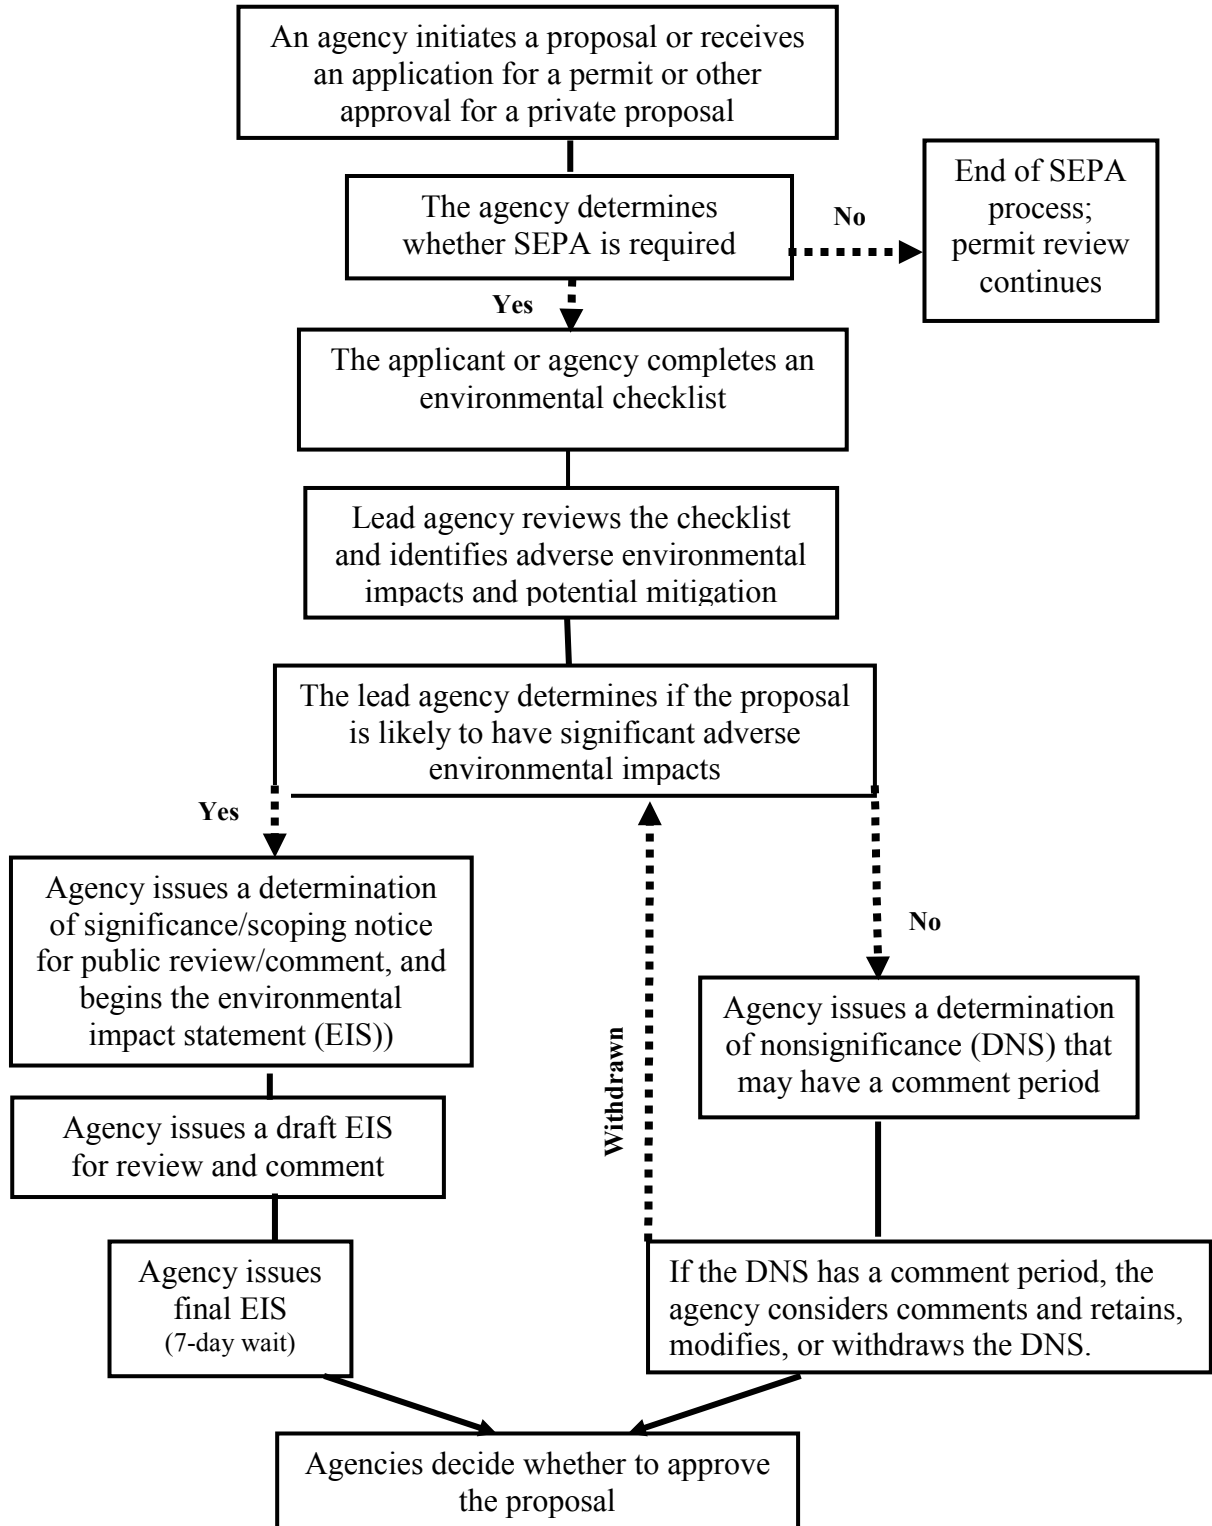 An agency initiates a proposal or receives
an application for a permit or other
approval for a private proposal
The agency determines
whether SEPA is required
No
End of SEPA
process;
permit review
continues
Yes
The applicant or agency completes an
environmental checklist
Lead agency reviews the checklist
and identifies adverse environmental
impacts and potential mitigation
The lead agency determines if the proposal
is likely to have significant adverse
environmental impacts
Yes
Agency issues a determination
of significance/scoping notice
for public review/comment, and
begins the environmental
impact statement (EIS))
No
Agency issues a determination
of nonsignificance (DNS) that
may have a comment period
Withdrawn
Agency issues a draft EIS
for review and comment
Agency issues
final EIS
(7-day wait)
If the DNS has a comment period, the
agency considers comments and retains,
modifies, or withdraws the DNS.
Agencies decide whether to approve
the proposal